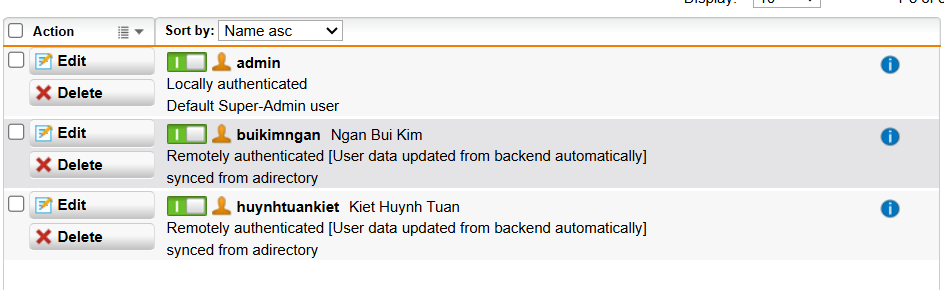 Action Sort by: Name asc
Edit admin
Locally authenticated
Delete
Default Super-Admin user
Edit buikimngan Ngan Bui Kim
Remotely authenticated [User data updated from backend automatically]
Delete
synced from adirectory
Edit huynhtuankiet Kiet Huynh Tuan
Remotely authenticated [User data updated from backend automatically]
Delete
synced from adirectory